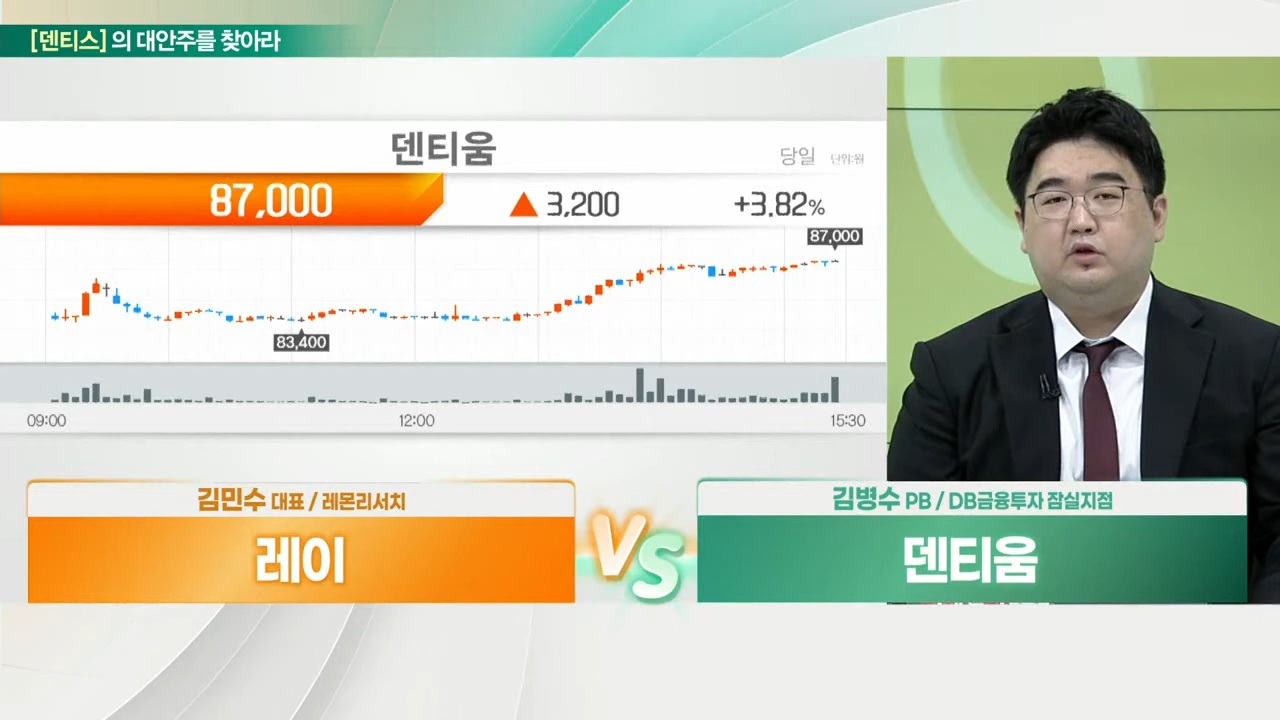 [덴티스]의 대안주를 찾아라
덴티움
당일 단위:원
87,000 ▲ 3,200 +3.82%
87,000
83,400
09:00 12:00 15:30
김민수 대표 / 레몬리서치
레이
VS
김병수 PB / DB금융투자 잠실지점
덴티움